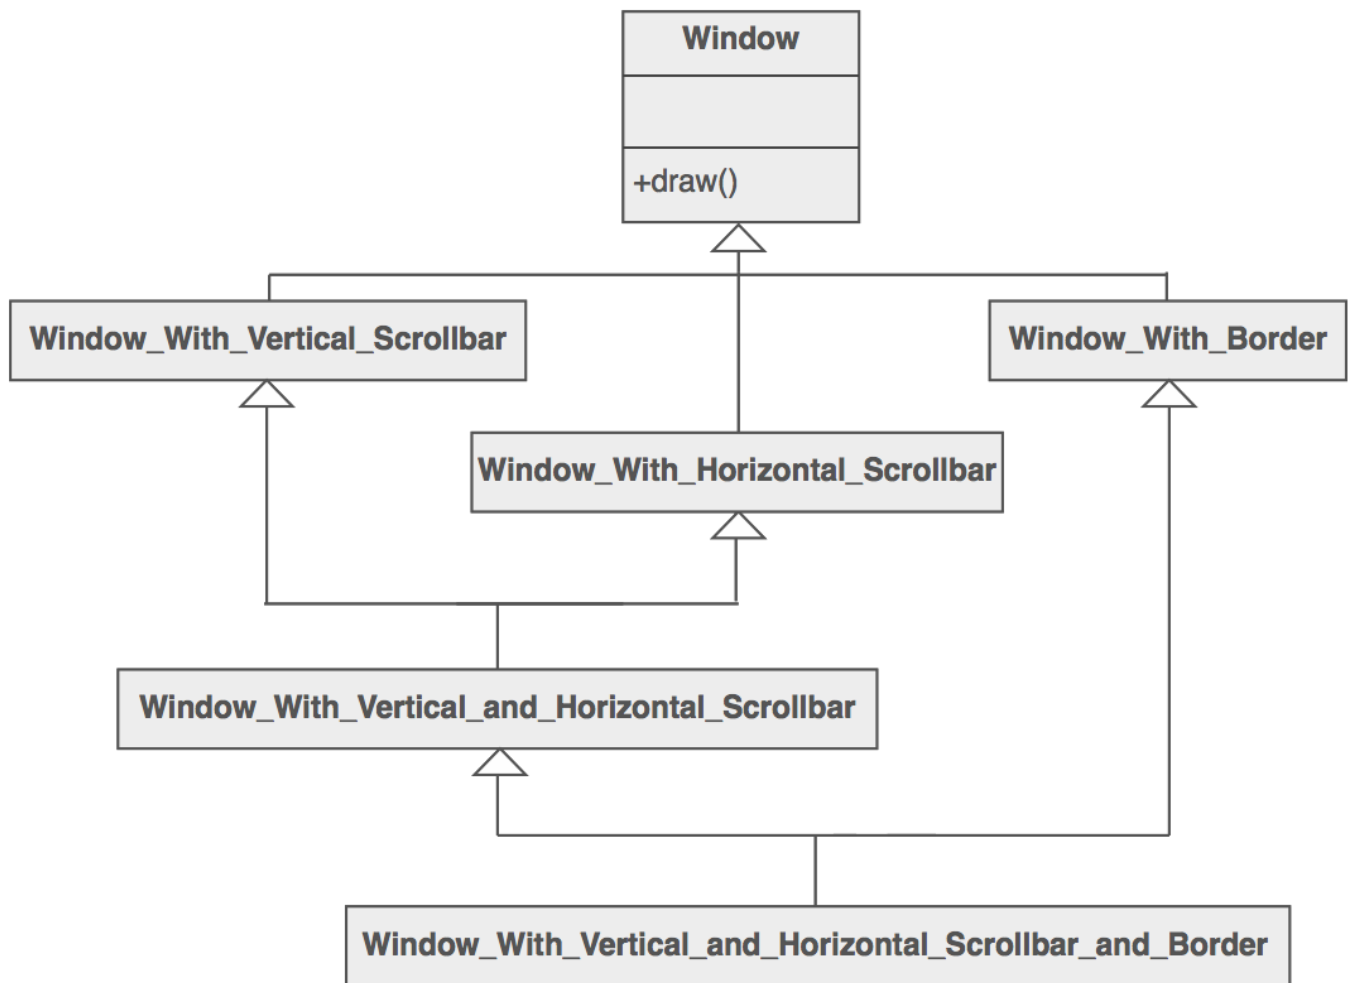 Window
+draw()
Window_With_Vertical_Scrollbar
Window_With_Border
Window_With_Horizontal_Scrollbar
Window_With_Vertical_and_Horizontal_Scrollbar
Window_With_Vertical_and_Horizontal_Scrollbar_and_Border